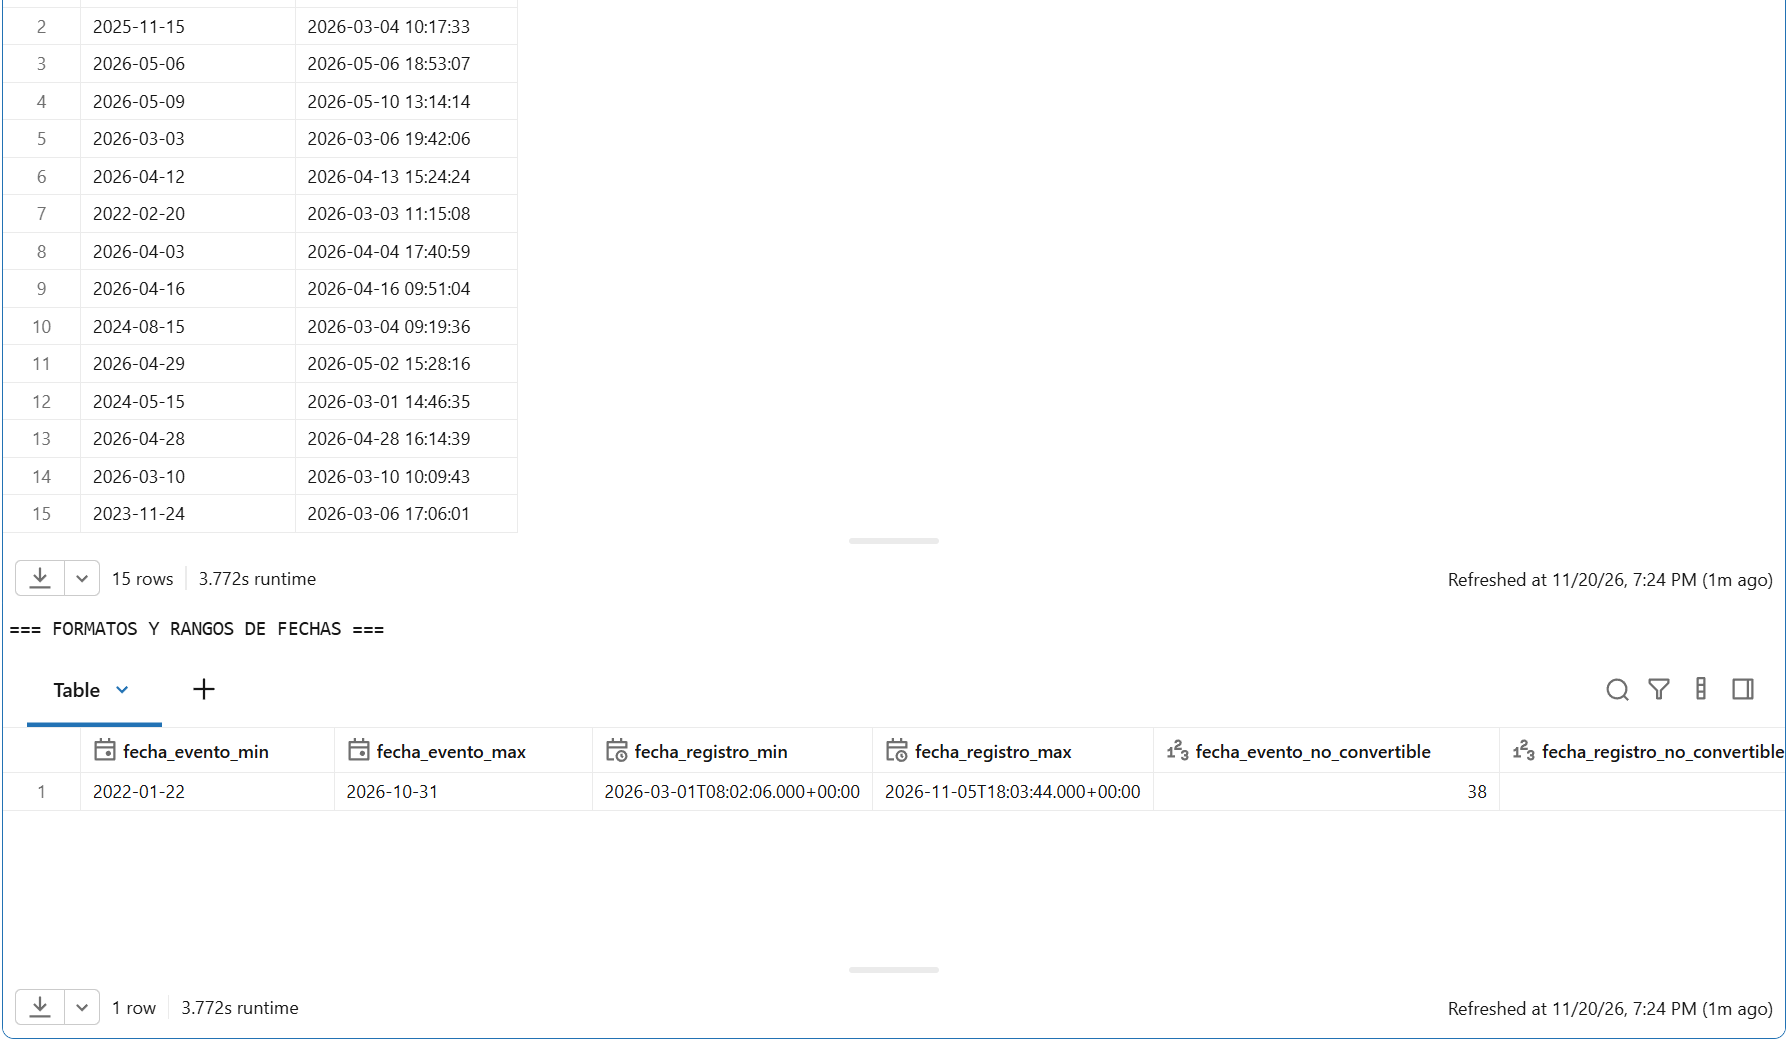 2 2025-11-15 2026-03-04 10:17:33
3 2026-05-06 2026-05-06 18:53:07
4 2026-05-09 2026-05-10 13:14:14
5 2026-03-03 2026-03-06 19:42:06
6 2026-04-12 2026-04-13 15:24:24
7 2022-02-20 2026-03-03 11:15:08
8 2026-04-03 2026-04-04 17:40:59
9 2026-04-16 2026-04-16 09:51:04
10 2024-08-15 2026-03-04 09:19:36
11 2026-04-29 2026-05-02 15:28:16
12 2024-05-15 2026-03-01 14:46:35
13 2026-04-28 2026-04-28 16:14:39
14 2026-03-10 2026-03-10 10:09:43
15 2023-11-24 2026-03-06 17:06:01
15 rows 3.772s runtime Refreshed at 11/20/26, 7:24 PM (1m ago)
=== FORMATOS Y RANGOS DE FECHAS ===
Table
fecha_evento_min fecha_evento_max fecha_registro_min fecha_registro_max 123 fecha_evento_no_convertible 123 fecha_registro_no_convertible
1 2022-01-22 2026-10-31 2026-03-01T08:02:06.000+00:00 2026-11-05T18:03:44.000+00:00 38
1 row 3.772s runtime Refreshed at 11/20/26, 7:24 PM (1m ago)